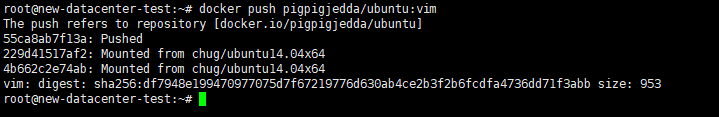 root@new-datacenter-test:~# docker push pigpigjedda/ubuntu:vim
The push refers to repository [docker.io/pigpigjedda/ubuntu]
55ca8ab7f13a: Pushed
229d41517af2: Mounted from chug/ubuntu14.04x64
4b662c2e74ab: Mounted from chug/ubuntu14.04x64
vim: digest: sha256:df7948e199470977075d7f67219776d630ab4ce2b3f2b6fcdfa4736dd71f3abb size: 953
root@new-datacenter-test:~#